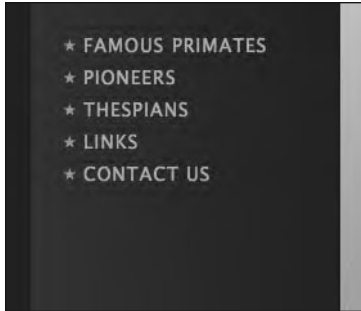 ★ FAMOUS PRIMATES
★ PIONEERS
★ THESPIANS
★ LINKS
★ CONTACT US